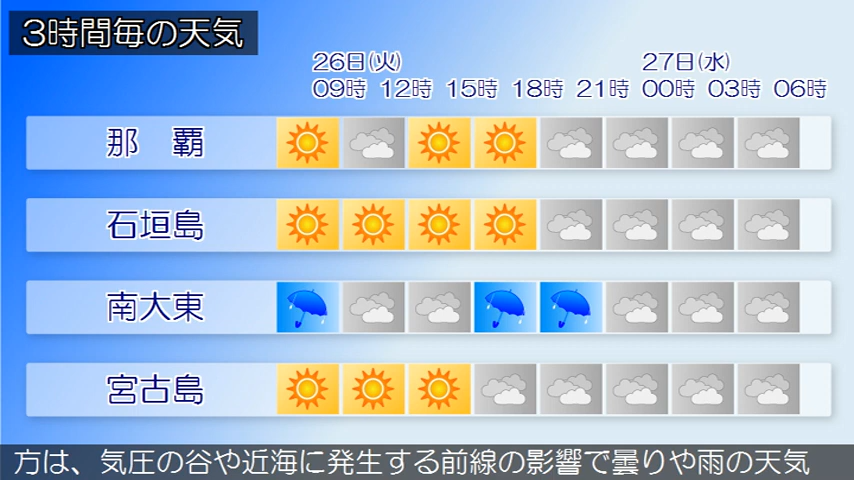 3時間毎の天気
26日(火) 27日(水)
09時 12時 15時 18時 21時 00時 03時 06時
那　覇
石垣島
南大東
宮古島
方は、気圧の谷や近海に発生する前線の影響で曇りや雨の天気